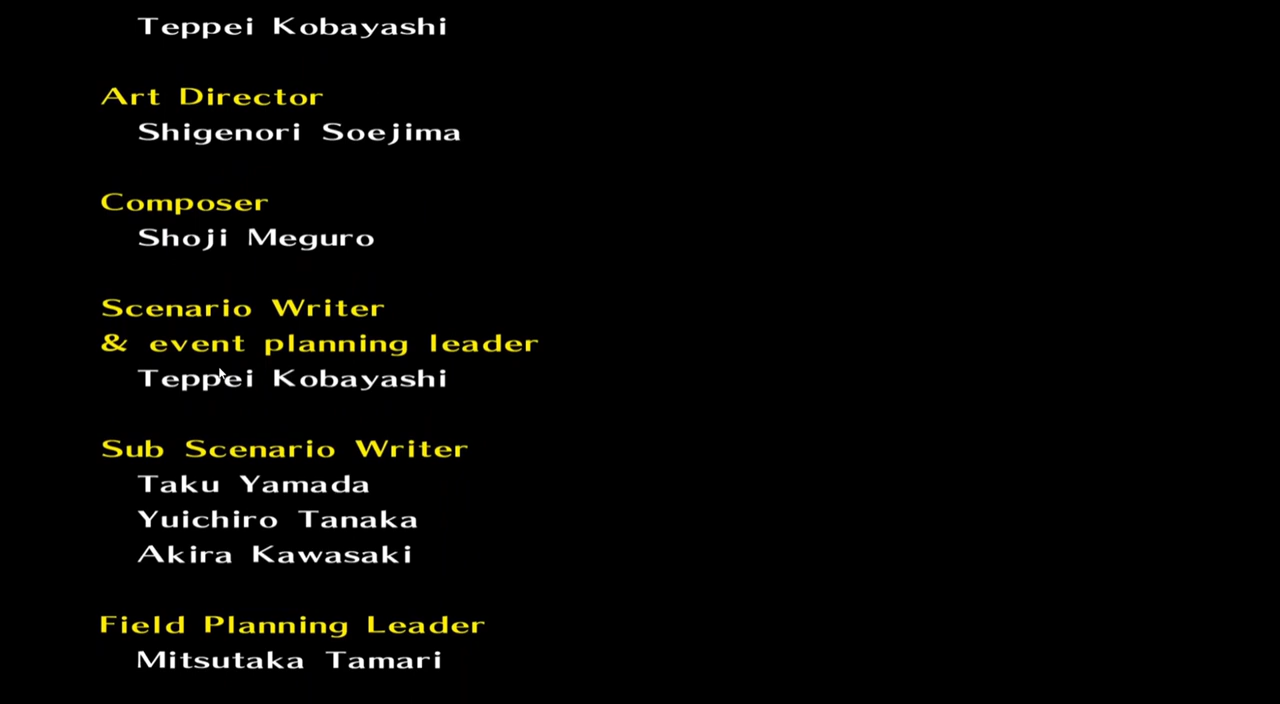 Teppei Kobayashi
Art Director
Shigenori Soejima
Composer
Shoji Meguro
Scenario Writer
& event planning leader
Teppei Kobayashi
Sub Scenario Writer
Taku Yamada
Yuichiro Tanaka
Akira Kawasaki
Field Planning Leader
Mitsutaka Tamari